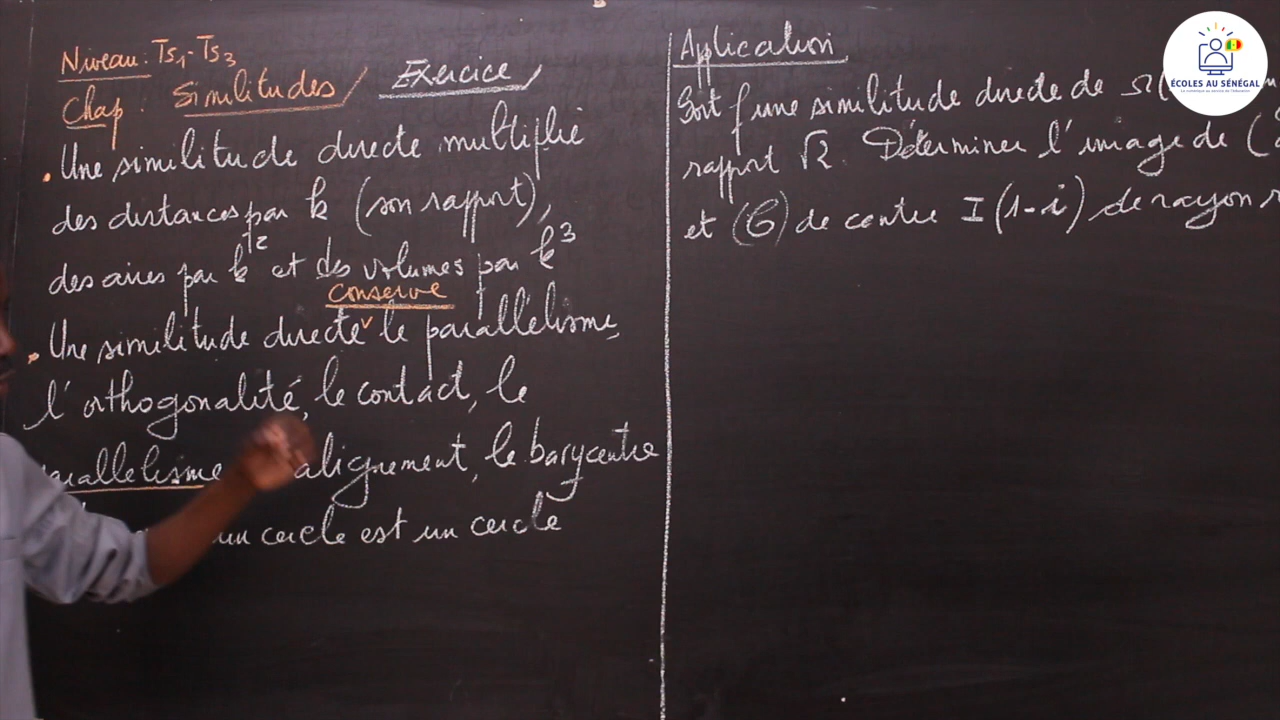 Niveau: Ts1-Ts3
Chap: Similitudes/ Exercice/
. Une similitude directe multiplie
des distances par k (son rapport),
des aires par k² et des volumes par k³
conserve
. Une similitude directe ˅ le parallélisme,
l'orthogonalité, le contact, le
alignement, le barycentre
un cercle est un cercle
Application
Soit f une similitude directe de Ω(
rapport √2. Déterminer l'image de (
et (C) de centre I(1-i) de rayon
ÉCOLES AU SÉNÉGAL